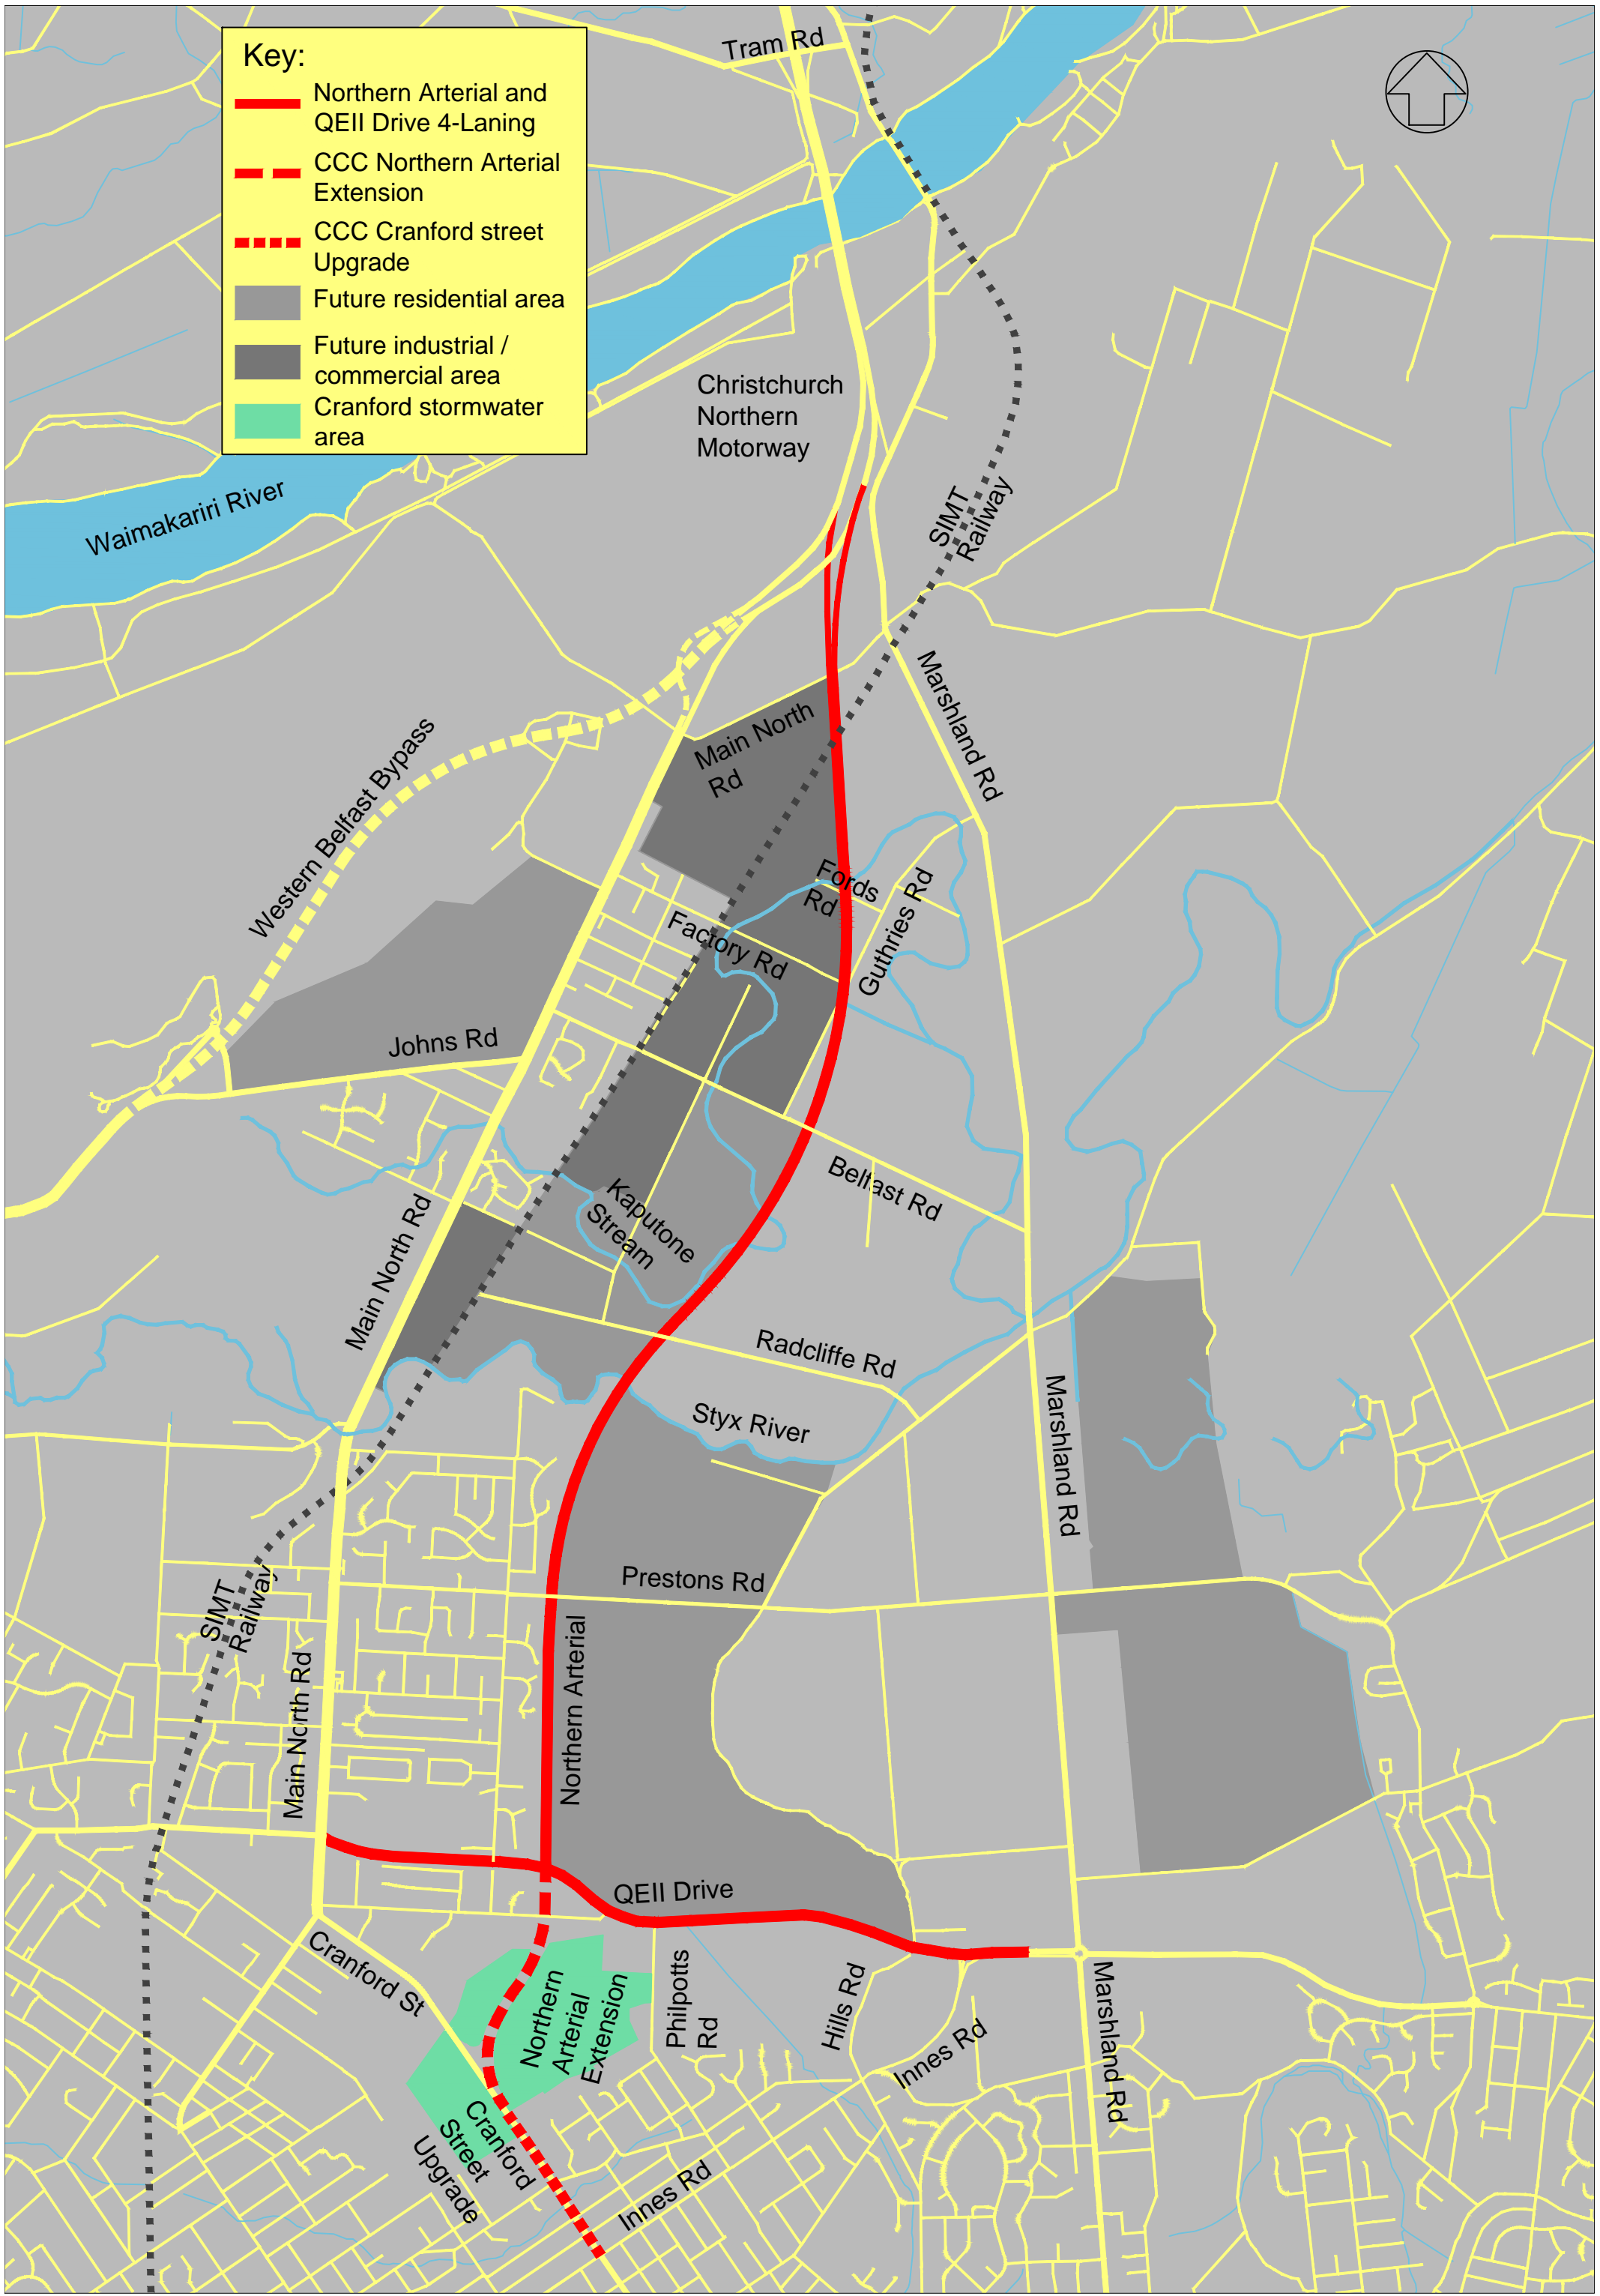 Tram Rd
Key:
Northern Arterial and
QEII Drive 4-Laning
CCC Northern Arterial
Extension
CCC Cranford street
Upgrade
Future residential area
Future industrial /
commercial area
Cranford stormwater
area
Christchurch
Northern
Motorway
Waimakariri River
SIMT
Railway
Marshland Rd
Main North
Rd
Western Belfast Bypass
Fords
Rd
Guthries Rd
Factory Rd
Johns Rd
Belfast Rd
Kaputone
Stream
Main North Rd
Radcliffe Rd
Styx River
Marshland Rd
Prestons Rd
SIMT
Railway
Northern Arterial
Main North Rd
QEII Drive
Cranford St
Northern
Arterial
Extension
Philpotts
Rd
Hills Rd
Innes Rd
Marshland Rd
Cranford
Street
Upgrade
Innes Rd